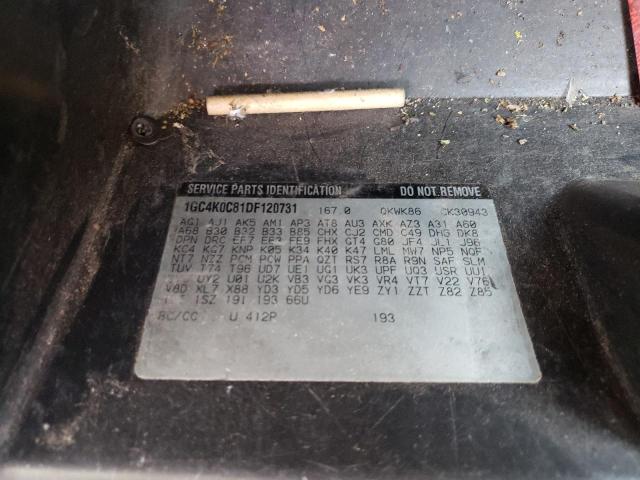 SERVICE PARTS IDENTIFICATION DO NOT REMOVE
1GC4K0C81DF120731 167.0 QKWK86 CK30943
AG1 AJ1 AK5 AM1 AP3 AT8 AU3 AXK AZ3 A31 A60
A68 B30 B32 B33 B85 CHX CJ2 CMD C49 DH5 DK8
DPN DRC EF7 EE3 FE9 FHX GT4 G80 JF4 JL1 J96
KC4 KG7 KNP K05 K34 K40 K47 LML MW7 NP5 NQF
NT7 NZZ PCM PCW PPA QZT RS7 R8A R9N SAF SLM
TUV T74 T96 UD7 UE1 UG1 UK3 UPF UQ3 USR UU1
UY2 U01 U2K VB3 VG3 VK3 VR4 VT7 V22 V76
V8D XL7 X88 YD3 YD5 YD6 YE9 ZY1 ZZT Z82 Z85
1SZ 191 193 66U
BC/CC U 412P 193